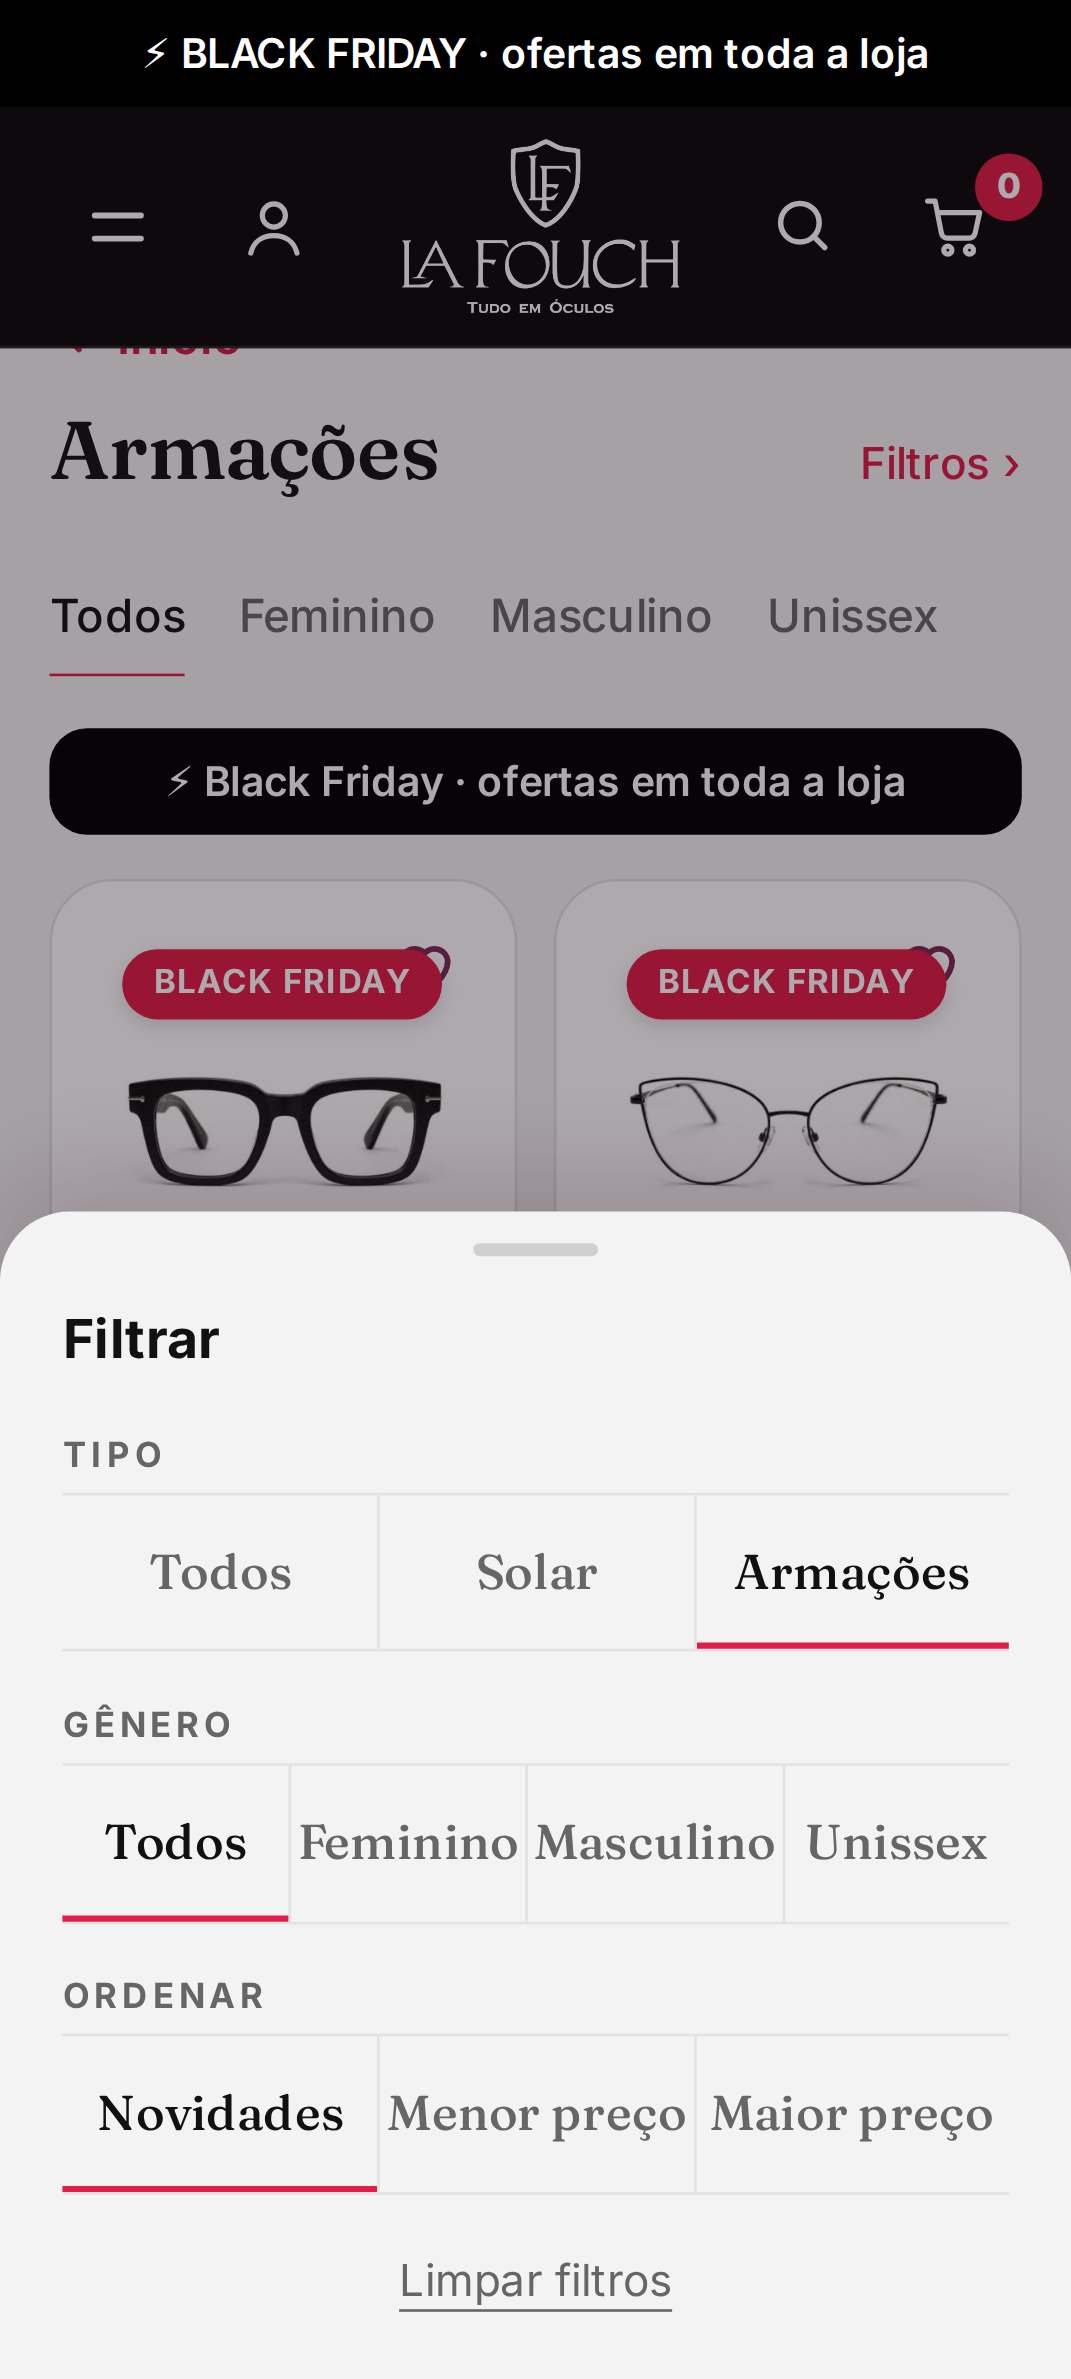 ⚡ BLACK FRIDAY · ofertas em toda a loja
0
LF
LA FOUCH
TUDO EM ÓCULOS
‹ Início
Armações
Filtros ›
Todos Feminino Masculino Unissex
⚡ Black Friday · ofertas em toda a loja
BLACK FRIDAY BLACK FRIDAY
Filtrar
TIPO
Todos Solar Armações
GÊNERO
Todos Feminino Masculino Unissex
ORDENAR
Novidades Menor preço Maior preço
Limpar filtros